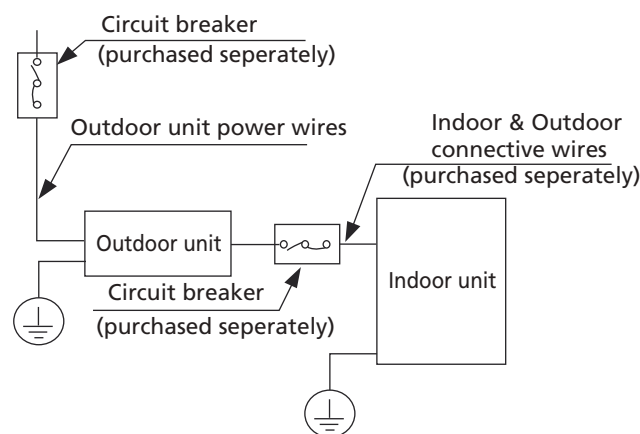 Circuit breaker
(purchased seperately)
Outdoor unit power wires
Indoor & Outdoor
connective wires
(purchased seperately)
Outdoor unit
Indoor unit
Circuit breaker
(purchased seperately)